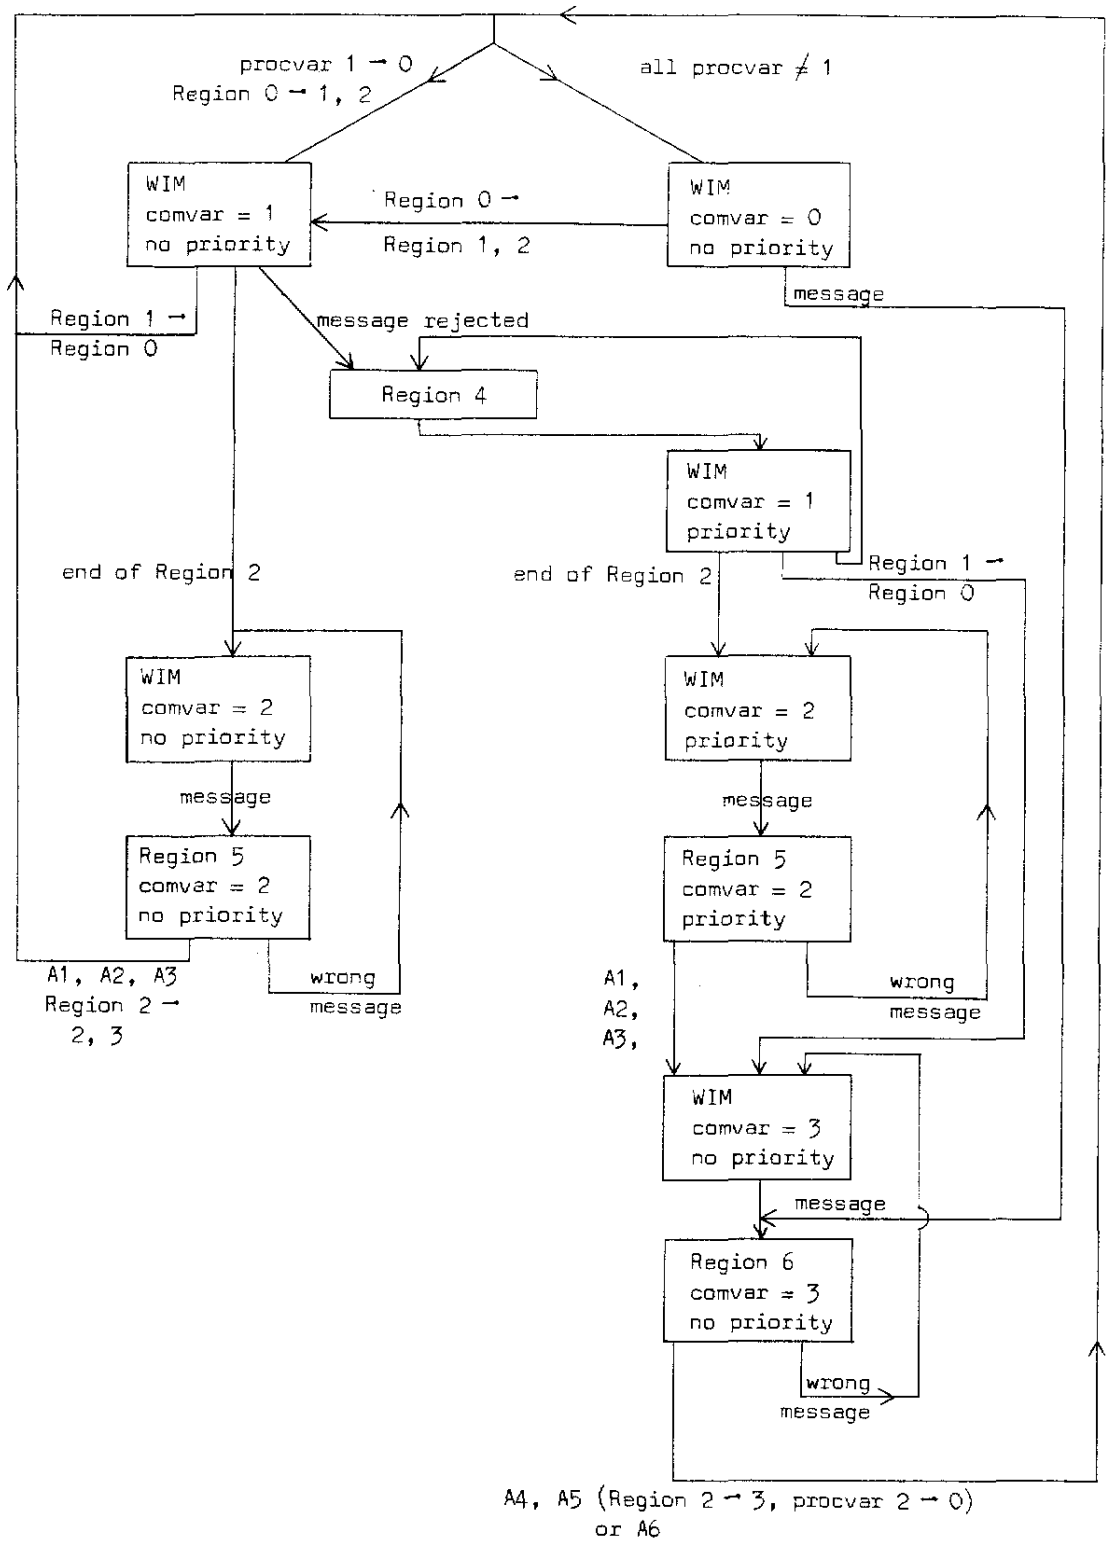 procvar 1 → 0
Region 0 → 1, 2
all procvar ≠ 1
WIM
comvar = 1
no priority
Region 0 →
Region 1, 2
WIM
comvar = 0
no priority
message
Region 1 →
Region 0
message rejected
Region 4
WIM
comvar = 1
priority
end of Region 2
end of Region 2
Region 1 →
Region 0
WIM
comvar = 2
no priority
WIM
comvar = 2
priority
message
message
Region 5
comvar = 2
no priority
Region 5
comvar = 2
priority
A1, A2, A3
Region 2 →
2, 3
wrong
message
A1,
A2,
A3,
wrong
message
WIM
comvar = 3
no priority
message
Region 6
comvar = 3
no priority
wrong
message
A4, A5 (Region 2 → 3, procvar 2 → 0)
or A6